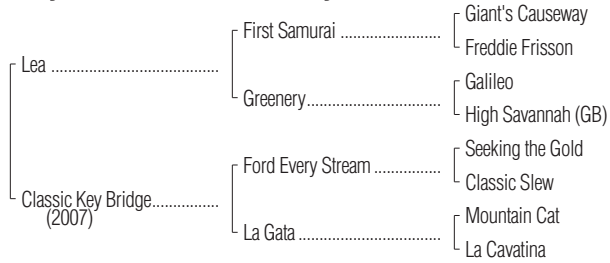 Giant's Causeway
First Samurai ..................
Freddie Frisson
Lea ...................................
Galileo
Greenery...........................
High Savannah (GB)
Seeking the Gold
Ford Every Stream ..............
Classic Slew
Classic Key Bridge................
(2007)
Mountain Cat
La Gata .............................
La Cavatina